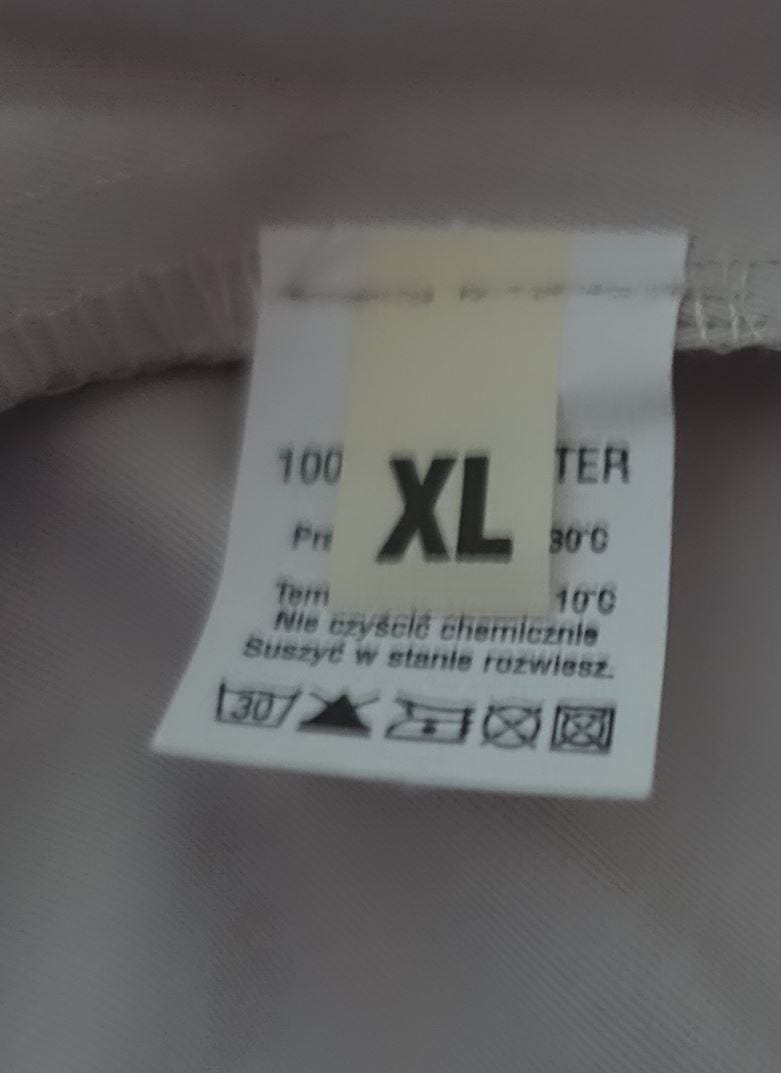 XL
100 TER
Pr 30°C
Tem 10°C
Nie czyścić chemicznie
Suszyć w stanie rozwiesz.
30